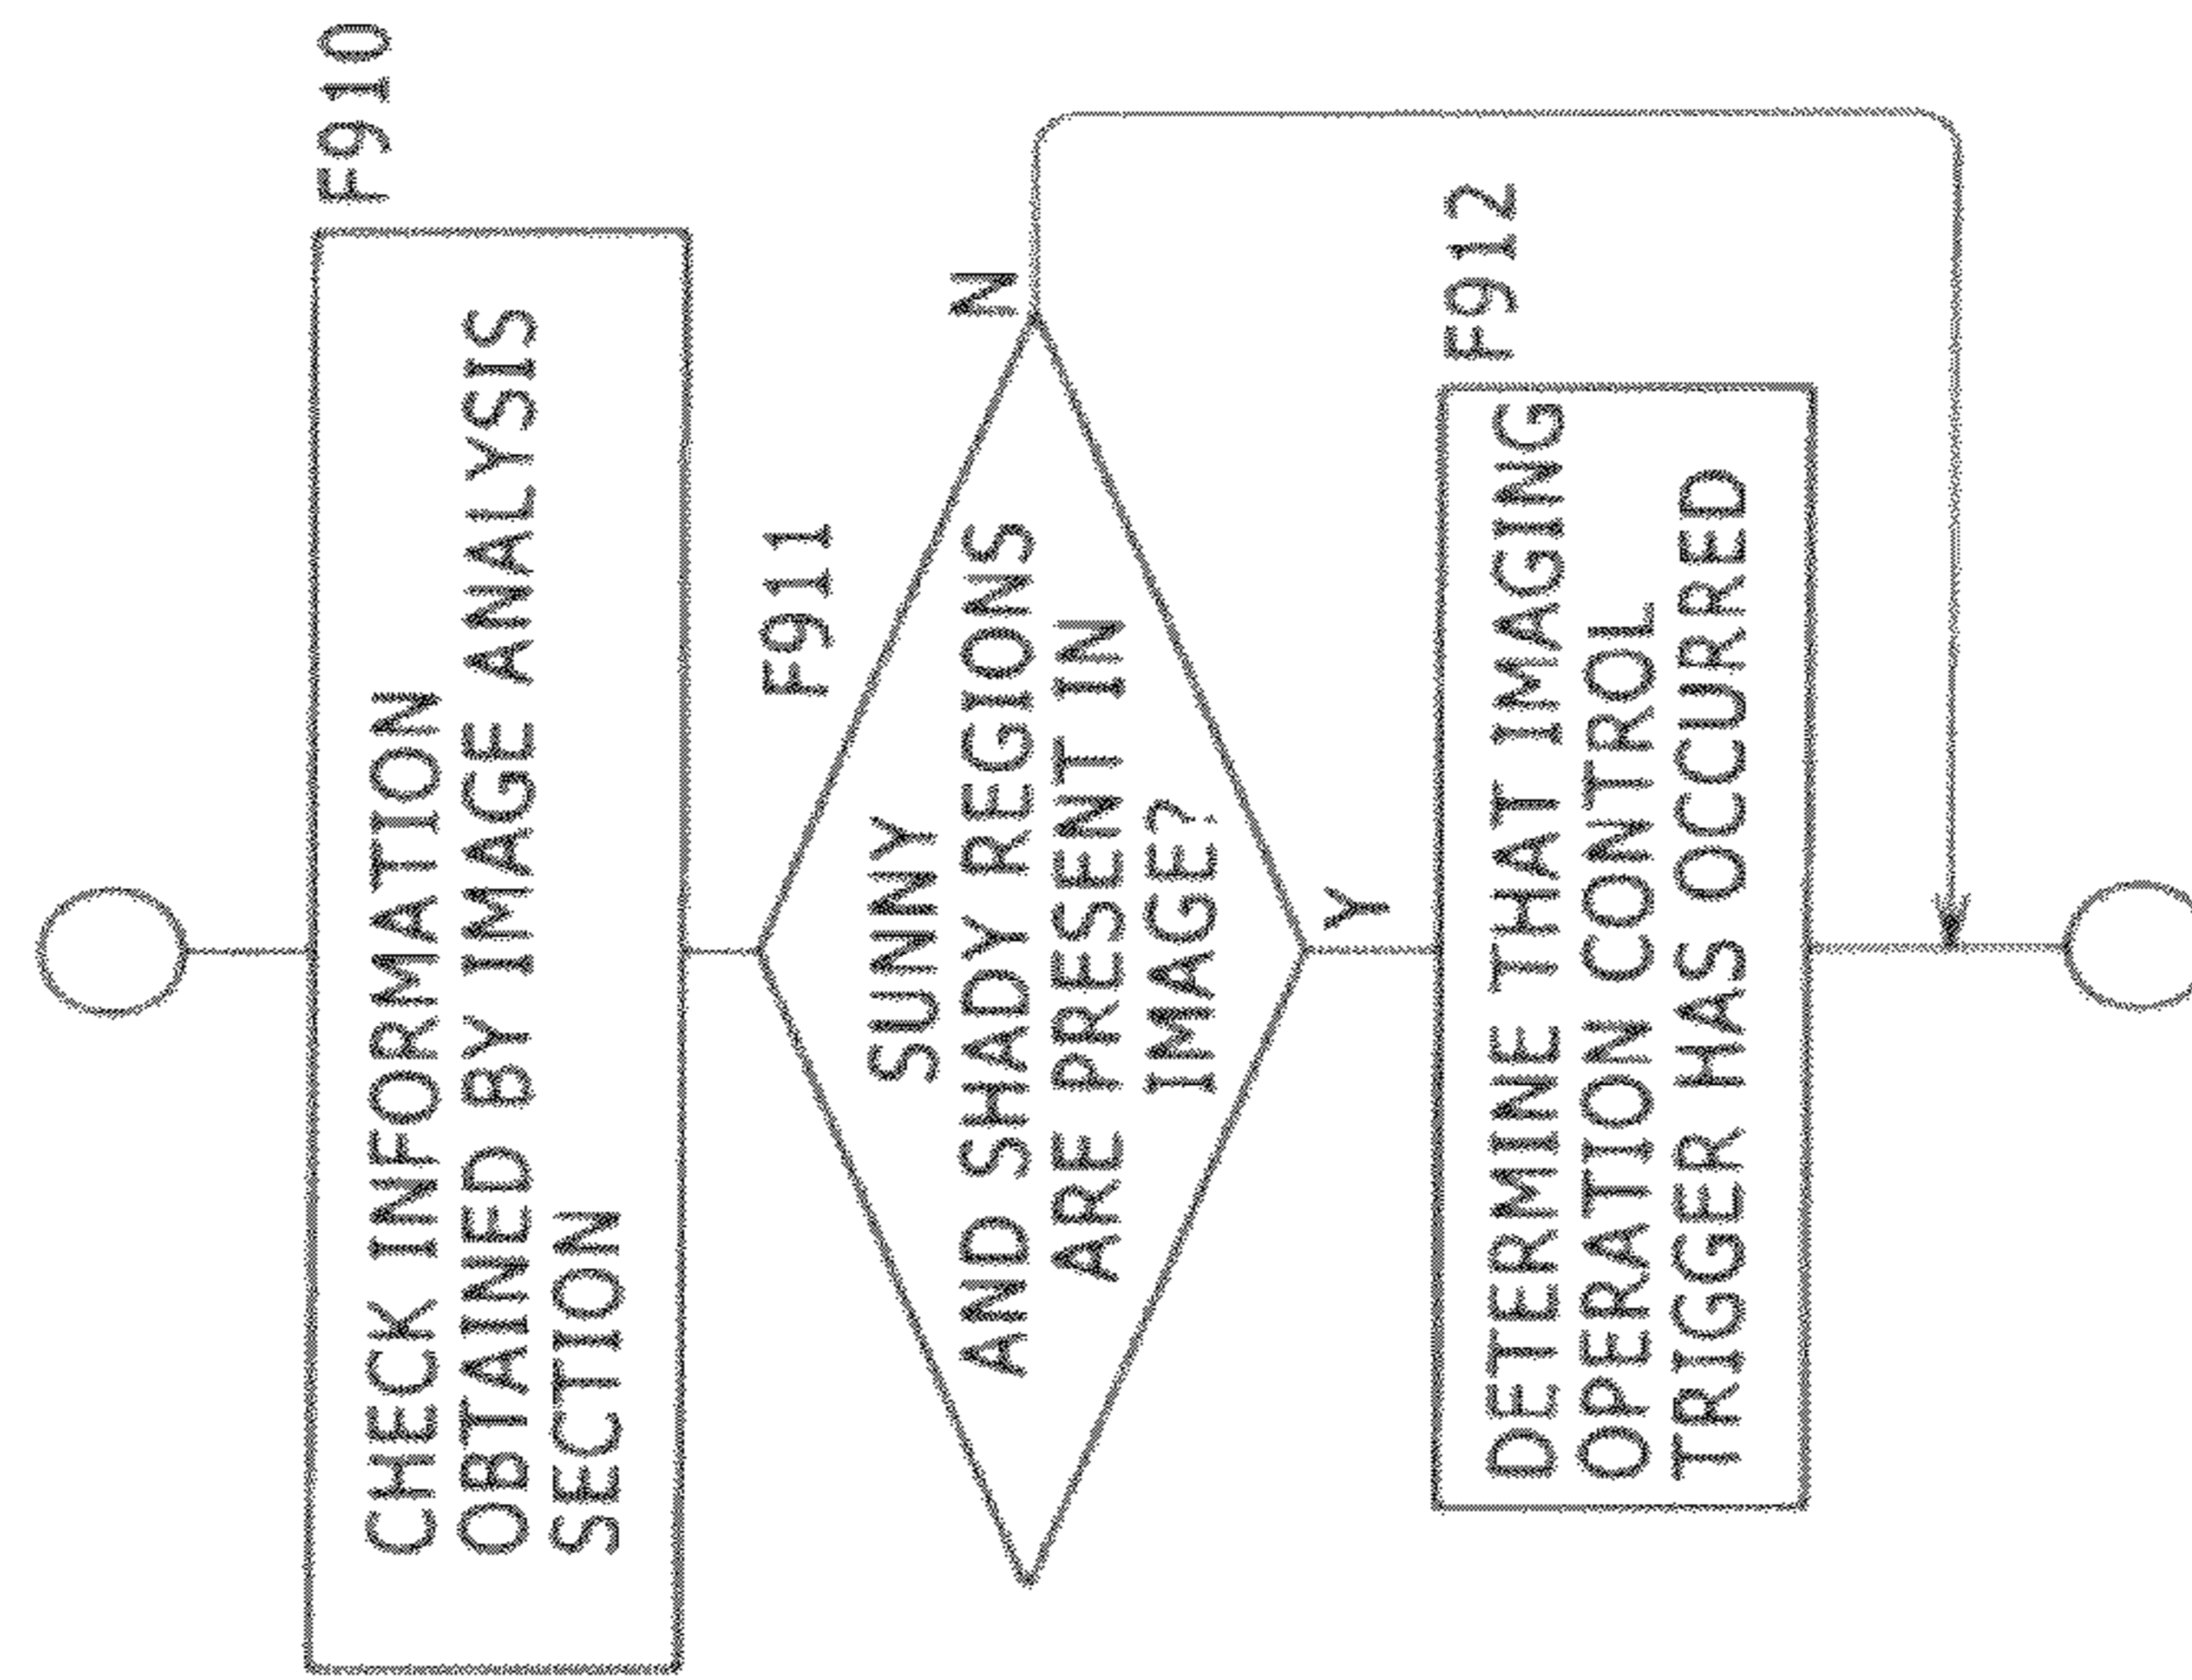 F910
CHECK INFORMATION
OBTAINED BY IMAGE ANALYSIS
SECTION
F911
SUNNY
AND SHADY REGIONS
ARE PRESENT IN
IMAGE?
N
Y
F912
DETERMINE THAT IMAGING
OPERATION CONTROL
TRIGGER HAS OCCURRED